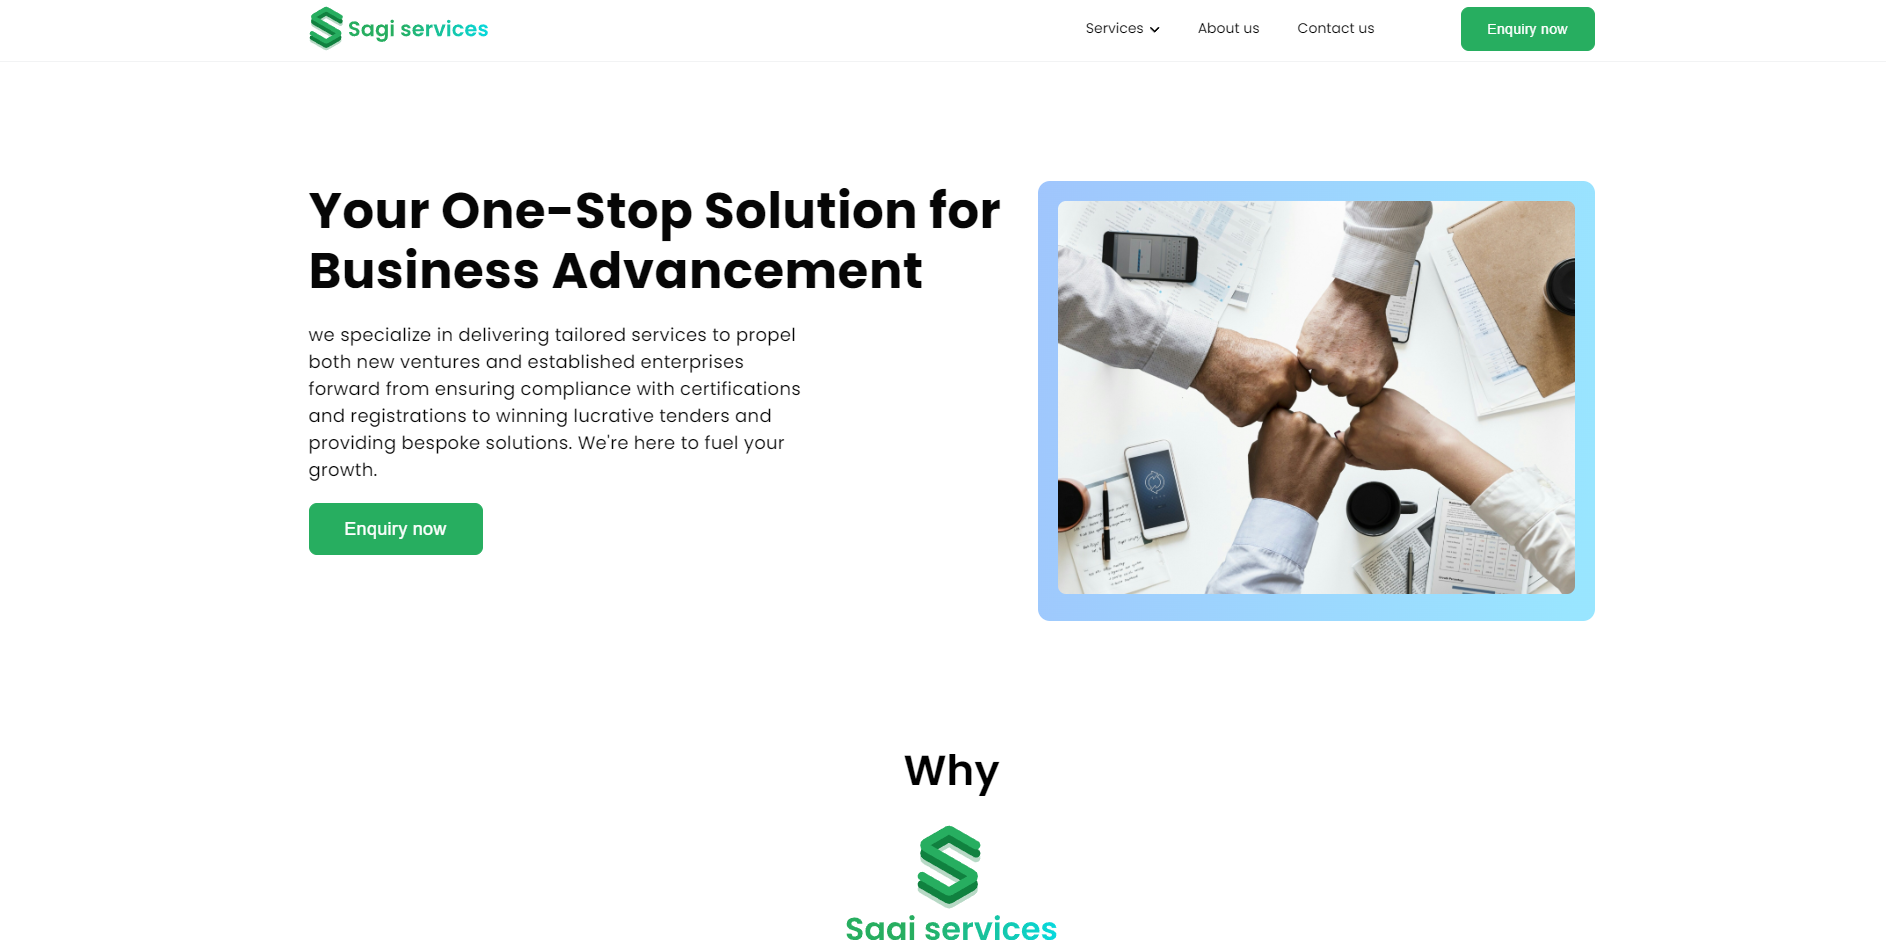 Sagi services
Services
About us
Contact us
Enquiry now
Your One-Stop Solution for
Business Advancement
we specialize in delivering tailored services to propel
both new ventures and established enterprises
forward from ensuring compliance with certifications
and registrations to winning lucrative tenders and
providing bespoke solutions. We're here to fuel your
growth.
Enquiry now
Why
Sagi services